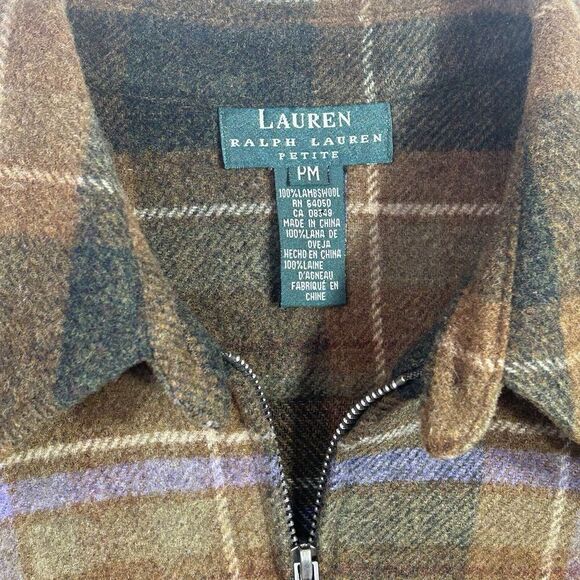 LAUREN
RALPH LAUREN
PETITE
PM
100%LAMBSWOOL
RN 64050
CA 08349
MADE IN CHINA
100%LANA DE
OVEJA
HECHO EN CHINA
100%LAINE
D'AGNEAU
FABRIQUÉ EN
CHINE